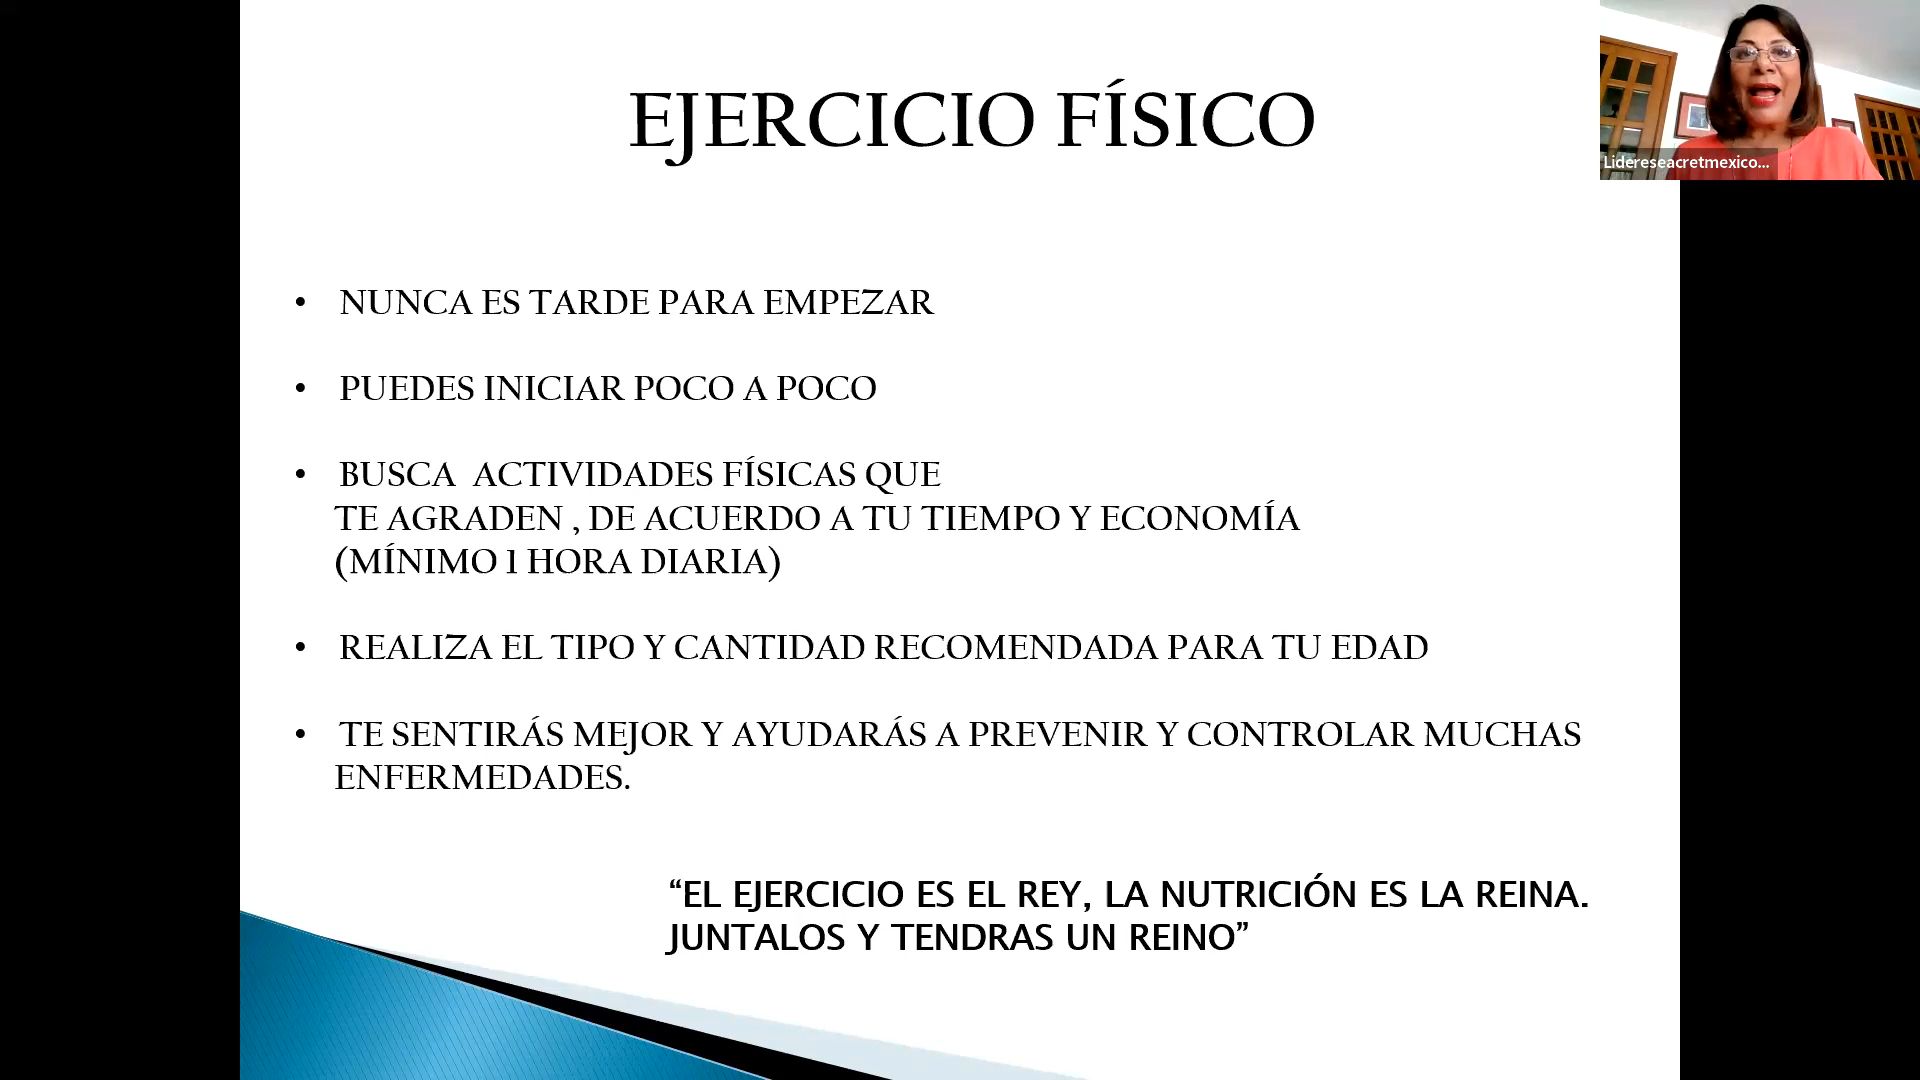 EJERCICIO FÍSICO
Lidereseacretmexico...
• NUNCA ES TARDE PARA EMPEZAR
• PUEDES INICIAR POCO A POCO
• BUSCA ACTIVIDADES FÍSICAS QUE
TE AGRADEN , DE ACUERDO A TU TIEMPO Y ECONOMÍA
(MÍNIMO 1 HORA DIARIA)
• REALIZA EL TIPO Y CANTIDAD RECOMENDADA PARA TU EDAD
• TE SENTIRÁS MEJOR Y AYUDARÁS A PREVENIR Y CONTROLAR MUCHAS
ENFERMEDADES.
“EL EJERCICIO ES EL REY, LA NUTRICIÓN ES LA REINA.
JUNTALOS Y TENDRAS UN REINO”